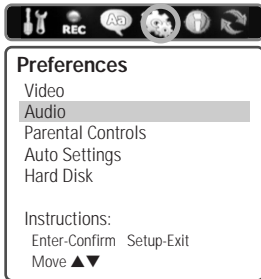 REC
Aa
Preferences
Video
Audio
Parental Controls
Auto Settings
Hard Disk
Instructions:
Enter-Confirm Setup-Exit
Move ▲▼